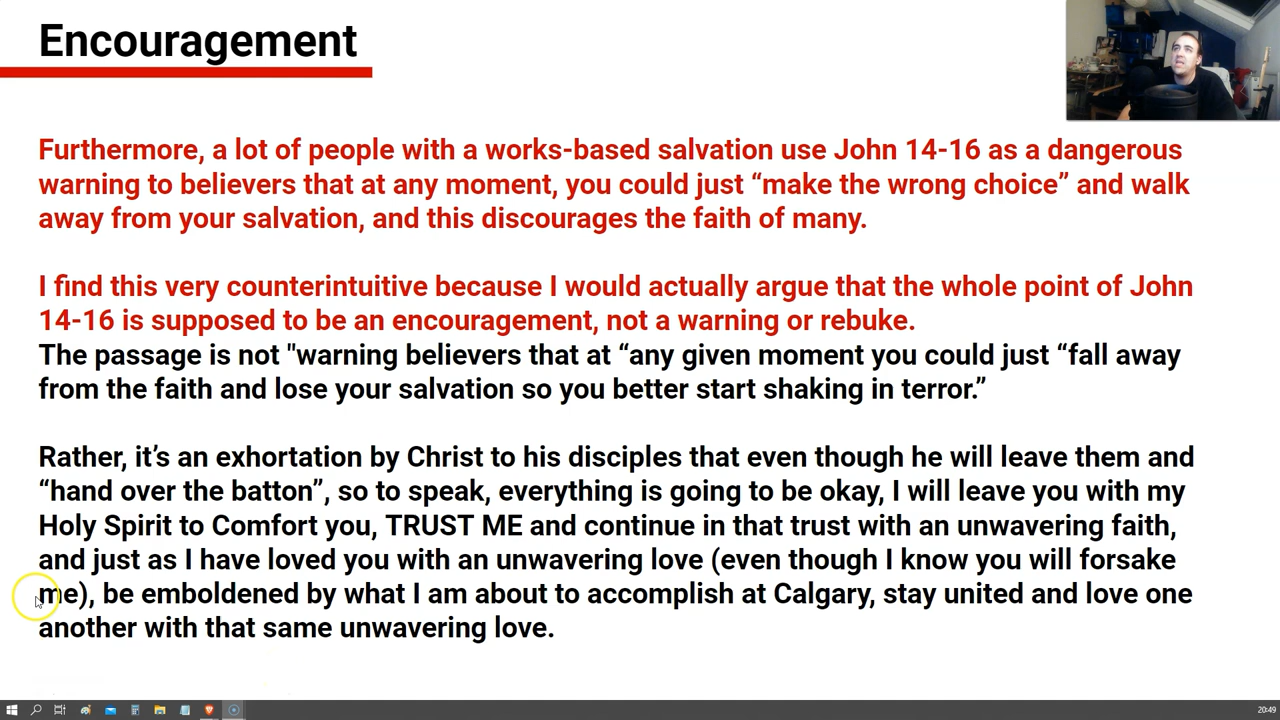 Encouragement
Furthermore, a lot of people with a works-based salvation use John 14-16 as a dangerous
warning to believers that at any moment, you could just “make the wrong choice” and walk
away from your salvation, and this discourages the faith of many.
I find this very counterintuitive because I would actually argue that the whole point of John
14-16 is supposed to be an encouragement, not a warning or rebuke.
The passage is not "warning believers that at “any given moment you could just “fall away
from the faith and lose your salvation so you better start shaking in terror.”
Rather, it’s an exhortation by Christ to his disciples that even though he will leave them and
“hand over the batton”, so to speak, everything is going to be okay, I will leave you with my
Holy Spirit to Comfort you, TRUST ME and continue in that trust with an unwavering faith,
and just as I have loved you with an unwavering love (even though I know you will forsake
me), be emboldened by what I am about to accomplish at Calgary, stay united and love one
another with that same unwavering love.
20:49